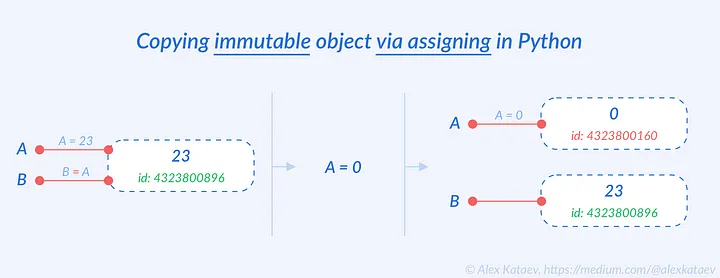 Copying immutable object via assigning in Python
A = 23
A
B = A
B
23
id: 4323800896
A = 0
A = 0
A
0
id: 4323800160
B
23
id: 4323800896
© Alex Kataev, https://medium.com/@alexkataev